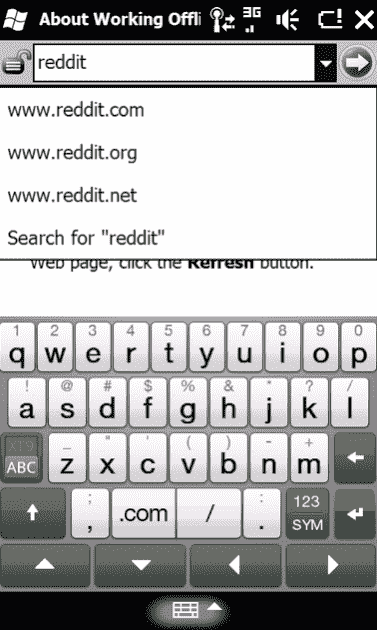 About Working Offli
3G
reddit
www.reddit.com
www.reddit.org
www.reddit.net
Search for "reddit"
Web page, click the Refresh button.
1 2 3 4 5 6 7 8 9 0
q w e r t y u i o p
! @ # $ % & * ? /
a s d f g h j k l
_ " ' ( ) - +
ABC z x c v b n m
; : 123
, .com / . SYM